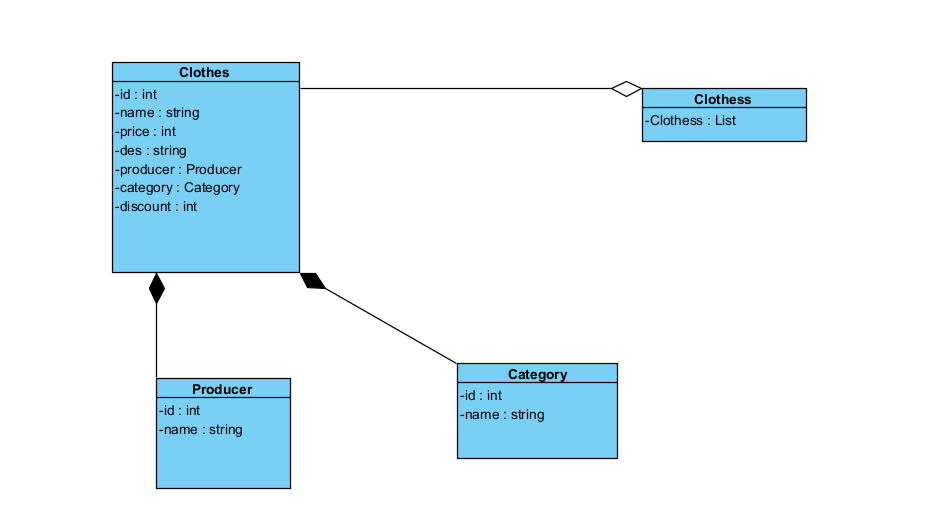 Clothes
-id : int
-name : string
-price : int
-des : string
-producer : Producer
-category : Category
-discount : int
Clothess
-Clothess : List
Producer
-id : int
-name : string
Category
-id : int
-name : string